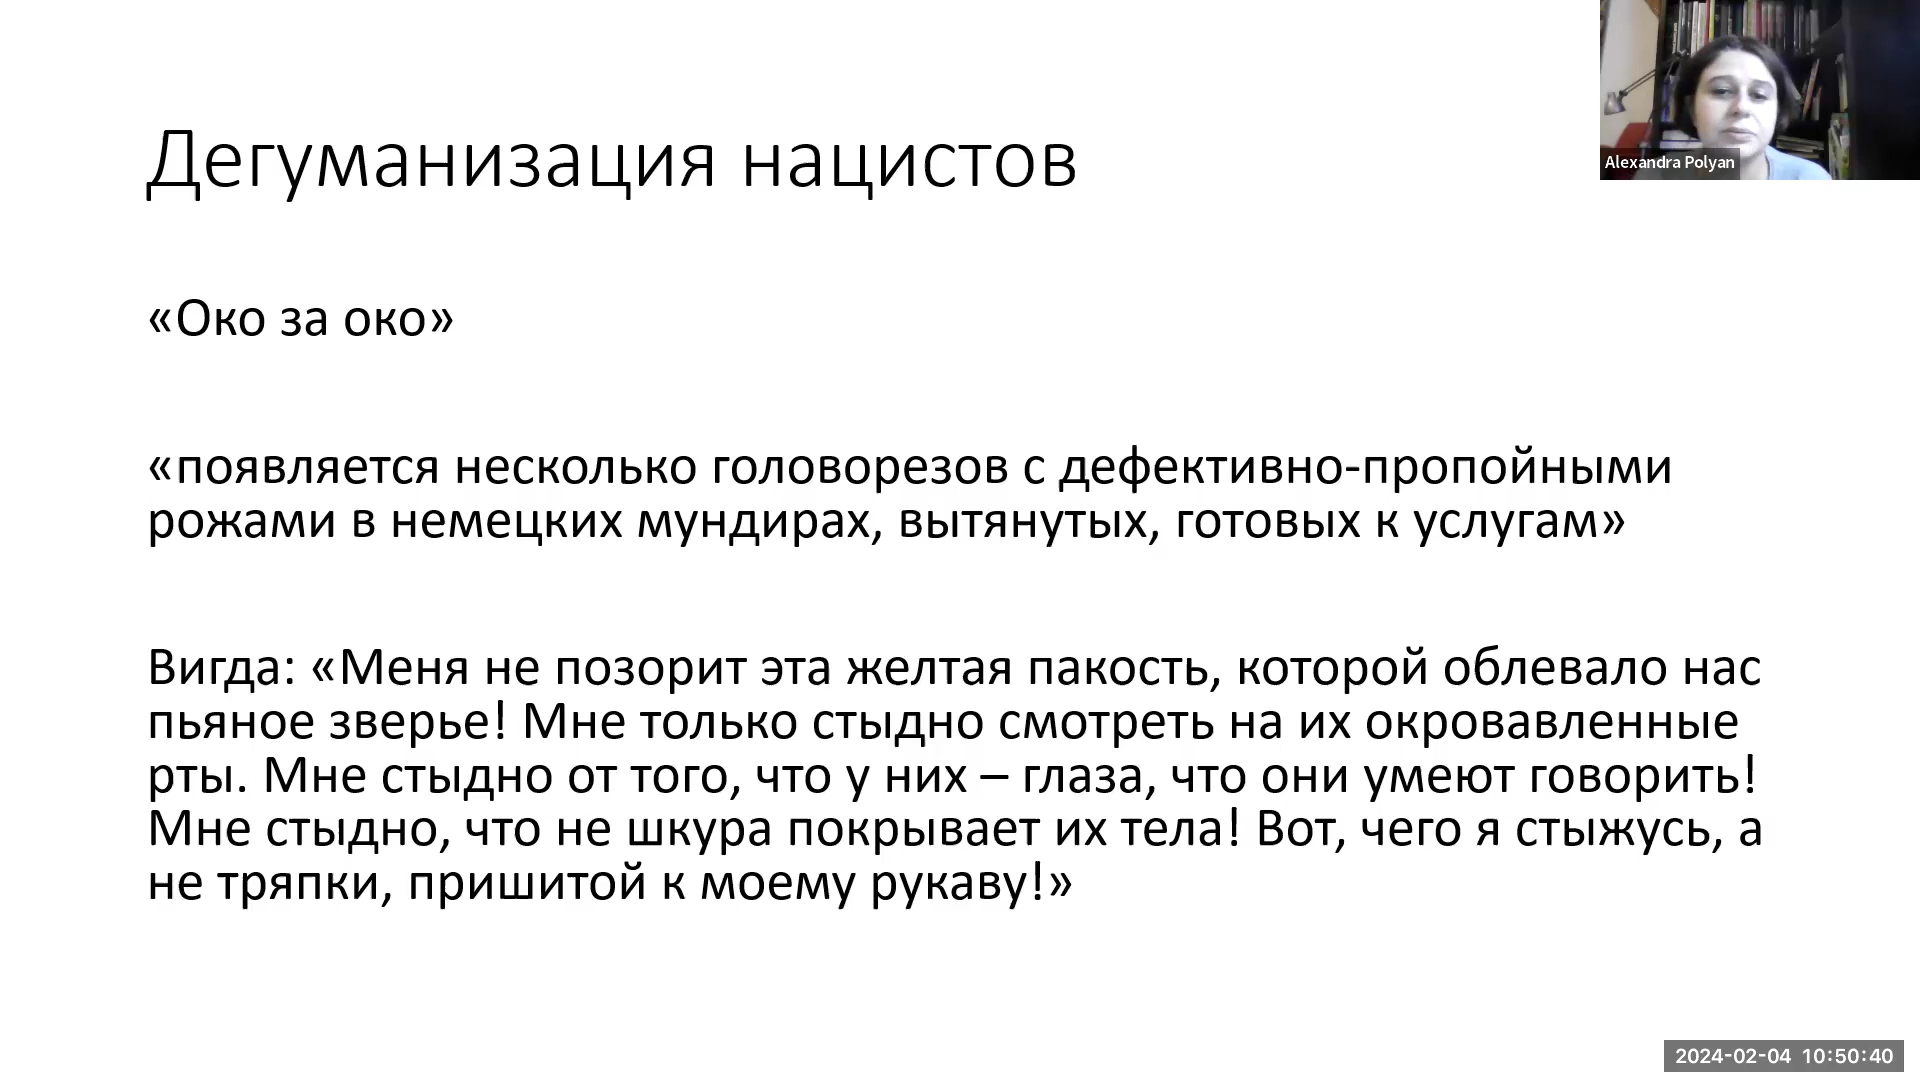 Дегуманизация нацистов
Alexandra Polyan
«Око за око»
«появляется несколько головорезов с дефективно-пропойными
рожами в немецких мундирах, вытянутых, готовых к услугам»
Вигда: «Меня не позорит эта желтая пакость, которой облевало нас
пьяное зверье! Мне только стыдно смотреть на их окровавленные
рты. Мне стыдно от того, что у них – глаза, что они умеют говорить!
Мне стыдно, что не шкура покрывает их тела! Вот, чего я стыжусь, а
не тряпки, пришитой к моему рукаву!»
2024-02-04 10:50:40